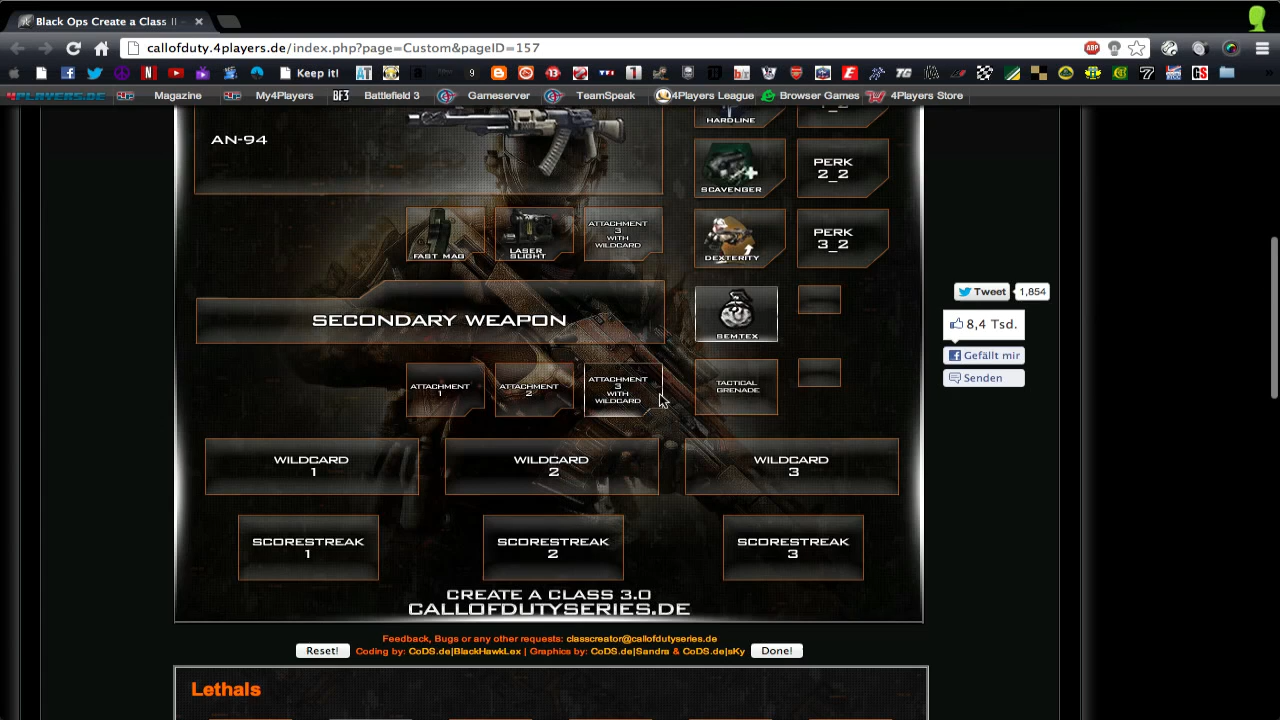 Black Ops Create a Class II
callofduty.4players.de/index.php?page=Custom&pageID=157
Keep it!
4PLAYERS.DE
Magazine
My4Players
BF3
Battlefield 3
Gameserver
TeamSpeak
4Players League
Browser Games
4Players Store
HARDLINE
AN-94
SCAVENGER
PERK
2_2
FAST MAG
LASER
SLIGHT
ATTACHMENT
3
WITH
WILDCARD
DEXTERITY
PERK
3_2
Tweet
1,854
SECONDARY WEAPON
SEMTEX
8,4 Tsd.
Gefällt mir
Senden
ATTACHMENT
1
ATTACHMENT
2
ATTACHMENT
3
WITH
WILDCARD
TACTICAL
GRENADE
WILDCARD
1
WILDCARD
2
WILDCARD
3
SCORESTREAK
1
SCORESTREAK
2
SCORESTREAK
3
CREATE A CLASS 3.0
CALLOFDUTYSERIES.DE
Feedback, Bugs or any other requests: classcreator@callofdutyseries.de
Reset!
Coding by: CoDS.de|BlackHawkLex | Graphics by: CoDS.de|Sandra & CoDS.de|sKy
Done!
Lethals